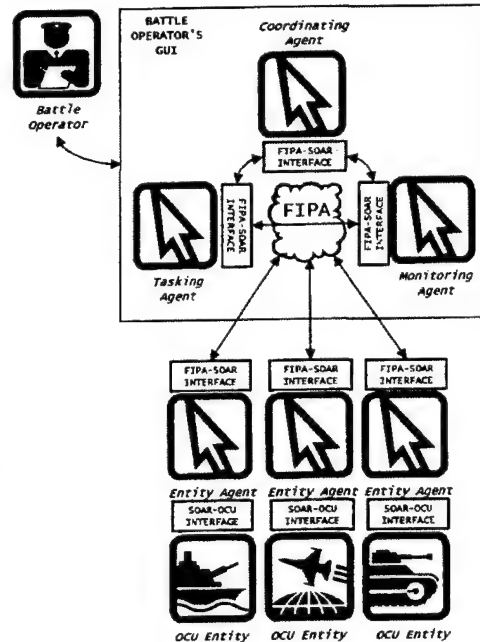 BATTLE
OPERATOR'S
GUI
Coordinating
Agent
Battle
Operator
FIPA-SOAR
INTERFACE
FIPA-SOAR
INTERFACE
FIPA
FIPA-SOAR
INTERFACE
Tasking
Agent
Monitoring
Agent
FIPA-SOAR
INTERFACE
FIPA-SOAR
INTERFACE
FIPA-SOAR
INTERFACE
Entity Agent
Entity Agent
Entity Agent
SOAR-OCU
INTERFACE
SOAR-OCU
INTERFACE
SOAR-OCU
INTERFACE
OCU Entity
OCU Entity
OCU Entity